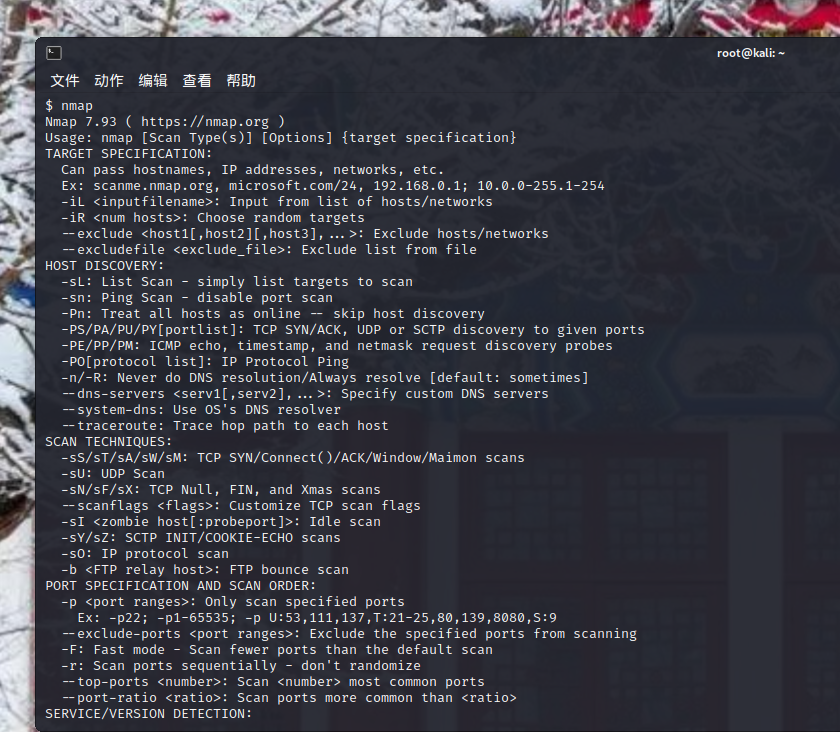 root@kali: ~
文件 动作 编辑 查看 帮助
$ nmap
Nmap 7.93 ( https://nmap.org )
Usage: nmap [Scan Type(s)] [Options] {target specification}
TARGET SPECIFICATION:
  Can pass hostnames, IP addresses, networks, etc.
  Ex: scanme.nmap.org, microsoft.com/24, 192.168.0.1; 10.0.0-255.1-254
  -iL <inputfilename>: Input from list of hosts/networks
  -iR <num hosts>: Choose random targets
  --exclude <host1[,host2][,host3],...>: Exclude hosts/networks
  --excludefile <exclude_file>: Exclude list from file
HOST DISCOVERY:
  -sL: List Scan - simply list targets to scan
  -sn: Ping Scan - disable port scan
  -Pn: Treat all hosts as online -- skip host discovery
  -PS/PA/PU/PY[portlist]: TCP SYN/ACK, UDP or SCTP discovery to given ports
  -PE/PP/PM: ICMP echo, timestamp, and netmask request discovery probes
  -PO[protocol list]: IP Protocol Ping
  -n/-R: Never do DNS resolution/Always resolve [default: sometimes]
  --dns-servers <serv1[,serv2],...>: Specify custom DNS servers
  --system-dns: Use OS's DNS resolver
  --traceroute: Trace hop path to each host
SCAN TECHNIQUES:
  -sS/sT/sA/sW/sM: TCP SYN/Connect()/ACK/Window/Maimon scans
  -sU: UDP Scan
  -sN/sF/sX: TCP Null, FIN, and Xmas scans
  --scanflags <flags>: Customize TCP scan flags
  -sI <zombie host[:probeport]>: Idle scan
  -sY/sZ: SCTP INIT/COOKIE-ECHO scans
  -sO: IP protocol scan
  -b <FTP relay host>: FTP bounce scan
PORT SPECIFICATION AND SCAN ORDER:
  -p <port ranges>: Only scan specified ports
    Ex: -p22; -p1-65535; -p U:53,111,137,T:21-25,80,139,8080,S:9
  --exclude-ports <port ranges>: Exclude the specified ports from scanning
  -F: Fast mode - Scan fewer ports than the default scan
  -r: Scan ports sequentially - don't randomize
  --top-ports <number>: Scan <number> most common ports
  --port-ratio <ratio>: Scan ports more common than <ratio>
SERVICE/VERSION DETECTION: